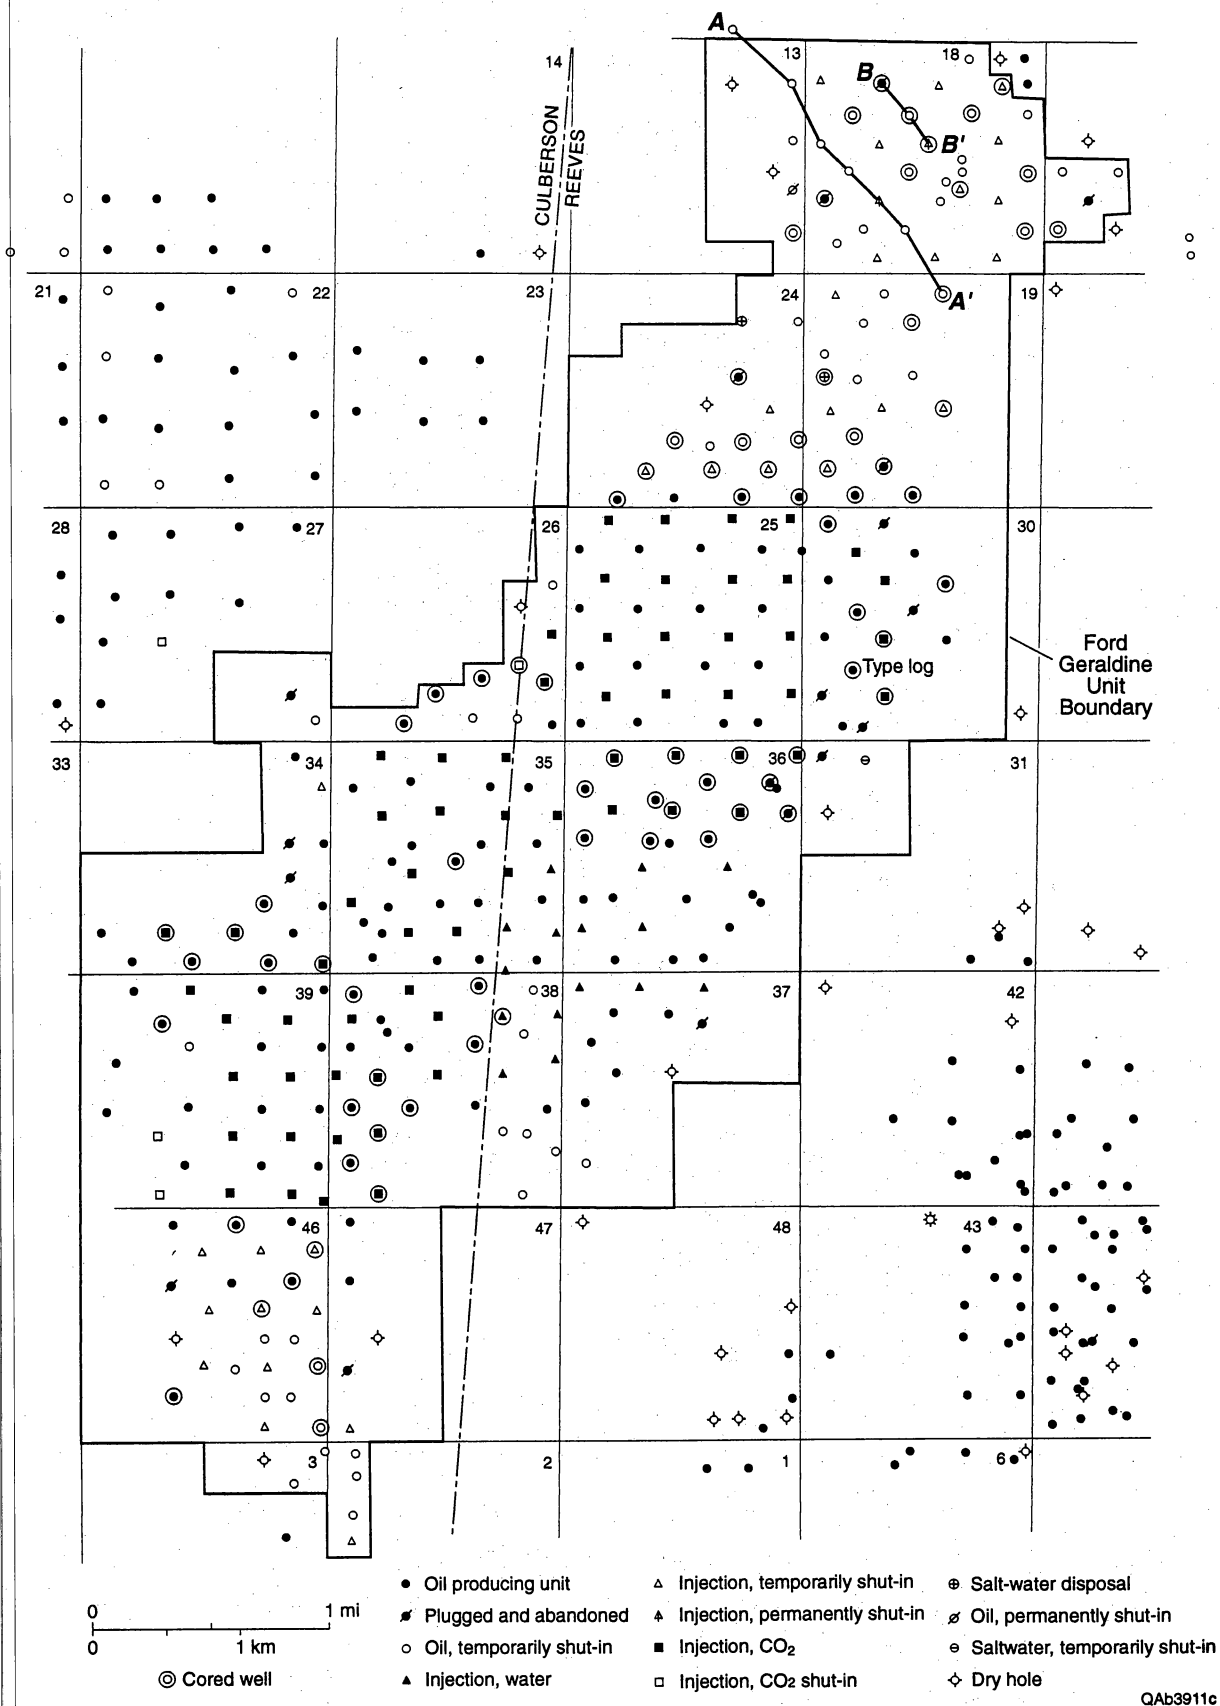 A
14
13
18
B
B'
CULBERSON
REEVES
21
22
23
24
19
A'
28
27
26
25
30
Type log
Ford
Geraldine
Unit
Boundary
33
34
35
36
31
39
38
37
42
46
47
48
43
3
2
1
6
0 1 mi
0 1 km
Cored well
Oil producing unit
Plugged and abandoned
Oil, temporarily shut-in
Injection, water
Injection, temporarily shut-in
Injection, permanently shut-in
Injection, CO2
Injection, CO2 shut-in
Salt-water disposal
Oil, permanently shut-in
Saltwater, temporarily shut-in
Dry hole
QAb3911c